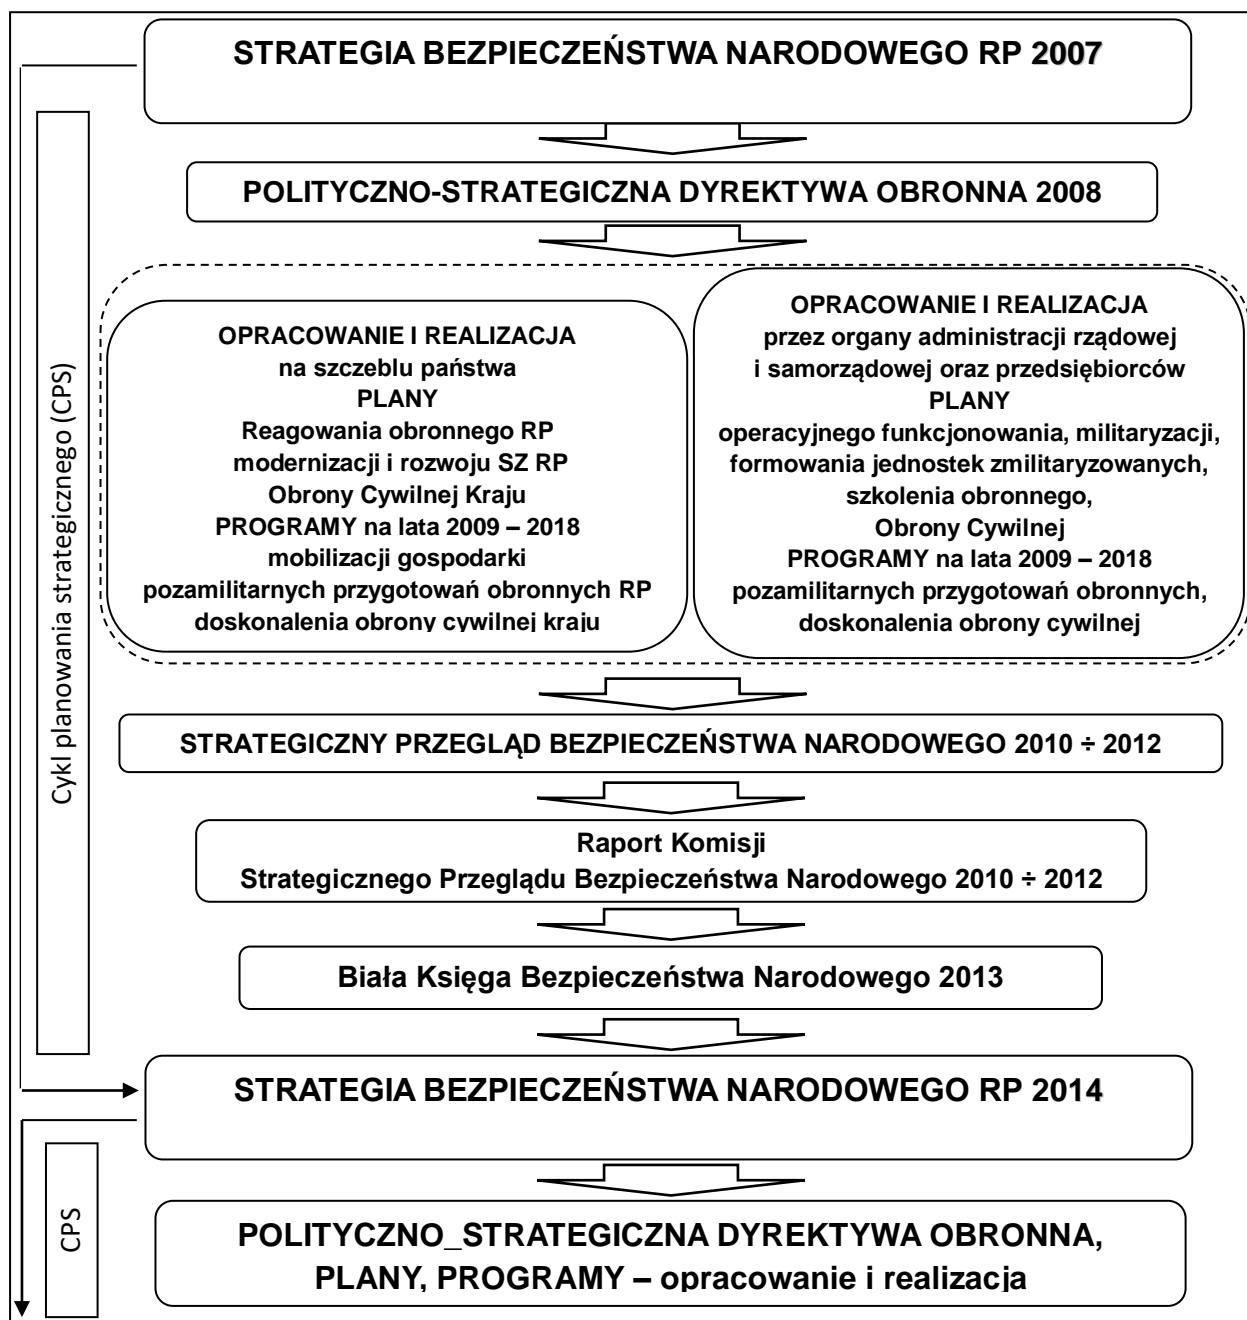 STRATEGIA BEZPIECZEŃSTWA NARODOWEGO RP 2007
Cykl planowania strategicznego (CPS)
POLITYCZNO-STRATEGICZNA DYREKTYWA OBRONNA 2008
OPRACOWANIE I REALIZACJA
na szczeblu państwa
PLANY
Reagowania obronnego RP
modernizacji i rozwoju SZ RP
Obrony Cywilnej Kraju
PROGRAMY na lata 2009 – 2018
mobilizacji gospodarki
pozamilitarnych przygotowań obronnych RP
doskonalenia obrony cywilnej kraju
OPRACOWANIE I REALIZACJA
przez organy administracji rządowej
i samorządowej oraz przedsiębiorców
PLANY
operacyjnego funkcjonowania, militaryzacji,
formowania jednostek zmilitaryzowanych,
szkolenia obronnego,
Obrony Cywilnej
PROGRAMY na lata 2009 – 2018
pozamilitarnych przygotowań obronnych,
doskonalenia obrony cywilnej
STRATEGICZNY PRZEGLĄD BEZPIECZEŃSTWA NARODOWEGO 2010 ÷ 2012
Raport Komisji
Strategicznego Przeglądu Bezpieczeństwa Narodowego 2010 ÷ 2012
Biała Księga Bezpieczeństwa Narodowego 2013
STRATEGIA BEZPIECZEŃSTWA NARODOWEGO RP 2014
CPS
POLITYCZNO_STRATEGICZNA DYREKTYWA OBRONNA,
PLANY, PROGRAMY – opracowanie i realizacja